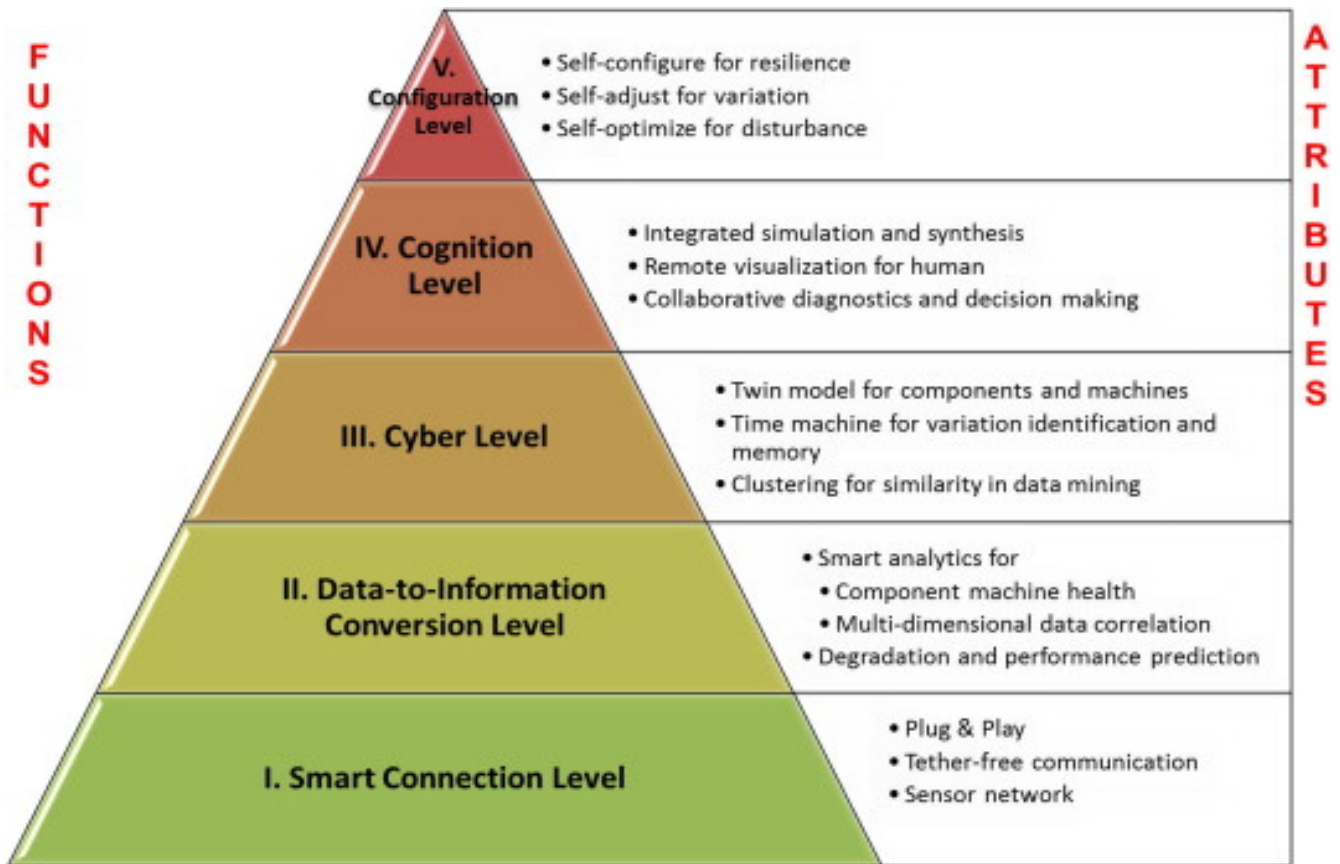 FUNCTIONS
ATTRIBUTES
V.
Configuration
Level
• Self-configure for resilience
• Self-adjust for variation
• Self-optimize for disturbance
IV. Cognition
Level
• Integrated simulation and synthesis
• Remote visualization for human
• Collaborative diagnostics and decision making
III. Cyber Level
• Twin model for components and machines
• Time machine for variation identification and
memory
• Clustering for similarity in data mining
II. Data-to-Information
Conversion Level
• Smart analytics for
• Component machine health
• Multi-dimensional data correlation
• Degradation and performance prediction
I. Smart Connection Level
• Plug & Play
• Tether-free communication
• Sensor network